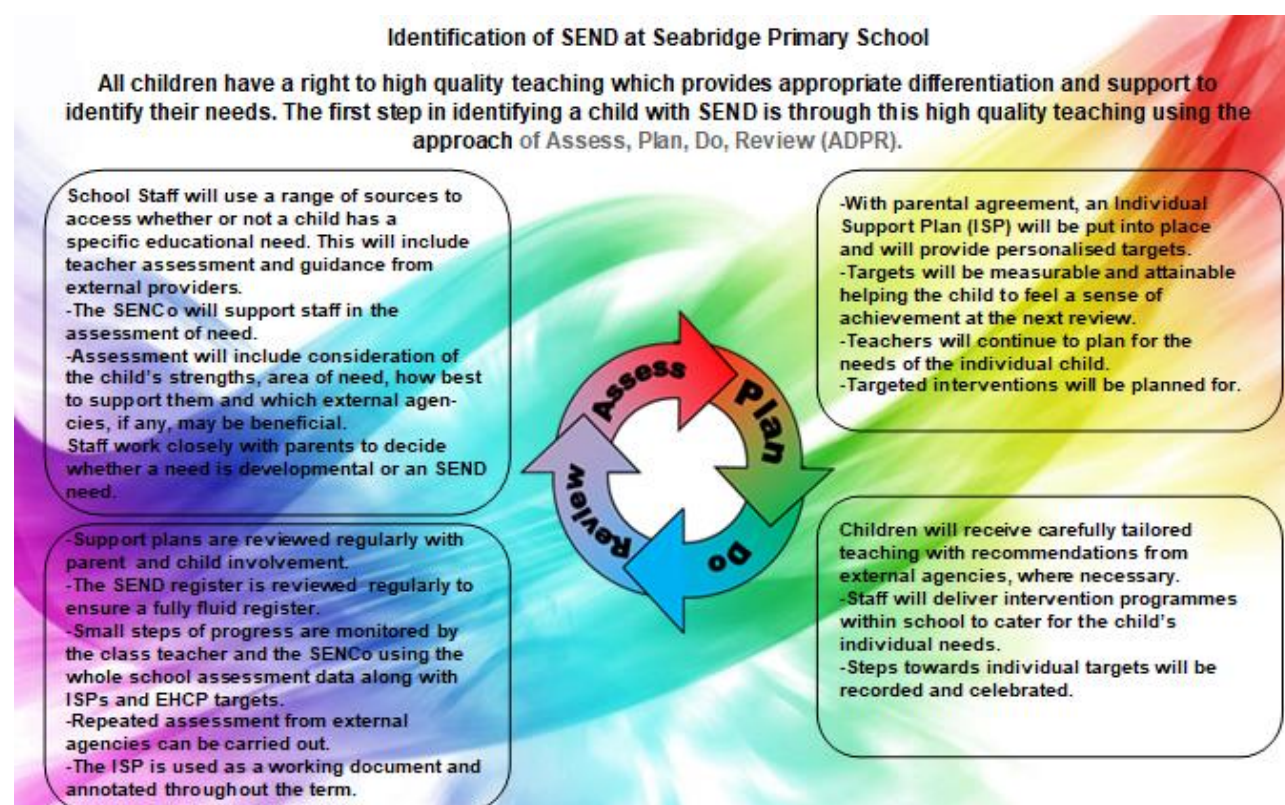 Identification of SEND at Seabridge Primary School
All children have a right to high quality teaching which provides appropriate differentiation and support to
identify their needs. The first step in identifying a child with SEND is through this high quality teaching using the
approach of Assess, Plan, Do, Review (ADPR).
School Staff will use a range of sources to
access whether or not a child has a
specific educational need. This will include
teacher assessment and guidance from
external providers.
-The SENCo will support staff in the
assessment of need.
-Assessment will include consideration of
the child's strengths, area of need, how best
to support them and which external agen-
cies, if any, may be beneficial.
Staff work closely with parents to decide
whether a need is developmental or an SEND
need.
-With parental agreement, an Individual
Support Plan (ISP) will be put into place
and will provide personalised targets.
-Targets will be measurable and attainable
helping the child to feel a sense of
achievement at the next review.
-Teachers will continue to plan for the
needs of the individual child.
-Targeted interventions will be planned for.
Assess
Plan
Do
Review
-Support plans are reviewed regularly with
parent and child involvement.
-The SEND register is reviewed regularly to
ensure a fully fluid register.
-Small steps of progress are monitored by
the class teacher and the SENCo using the
whole school assessment data along with
ISPs and EHCP targets.
-Repeated assessment from external
agencies can be carried out.
-The ISP is used as a working document and
annotated throughout the term.
Children will receive carefully tailored
teaching with recommendations from
external agencies, where necessary.
-Staff will deliver intervention programmes
within school to cater for the child's
individual needs.
-Steps towards individual targets will be
recorded and celebrated.